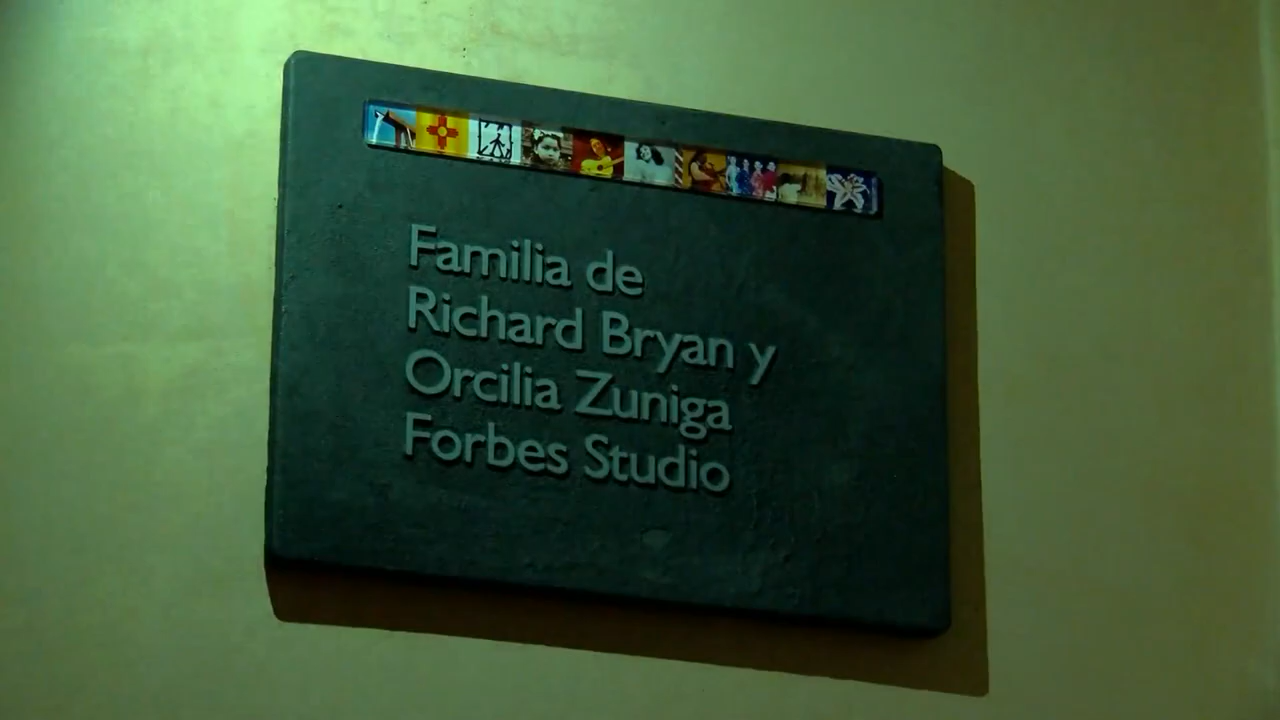 Familia de
Richard Bryan y
Orcilia Zuniga
Forbes Studio